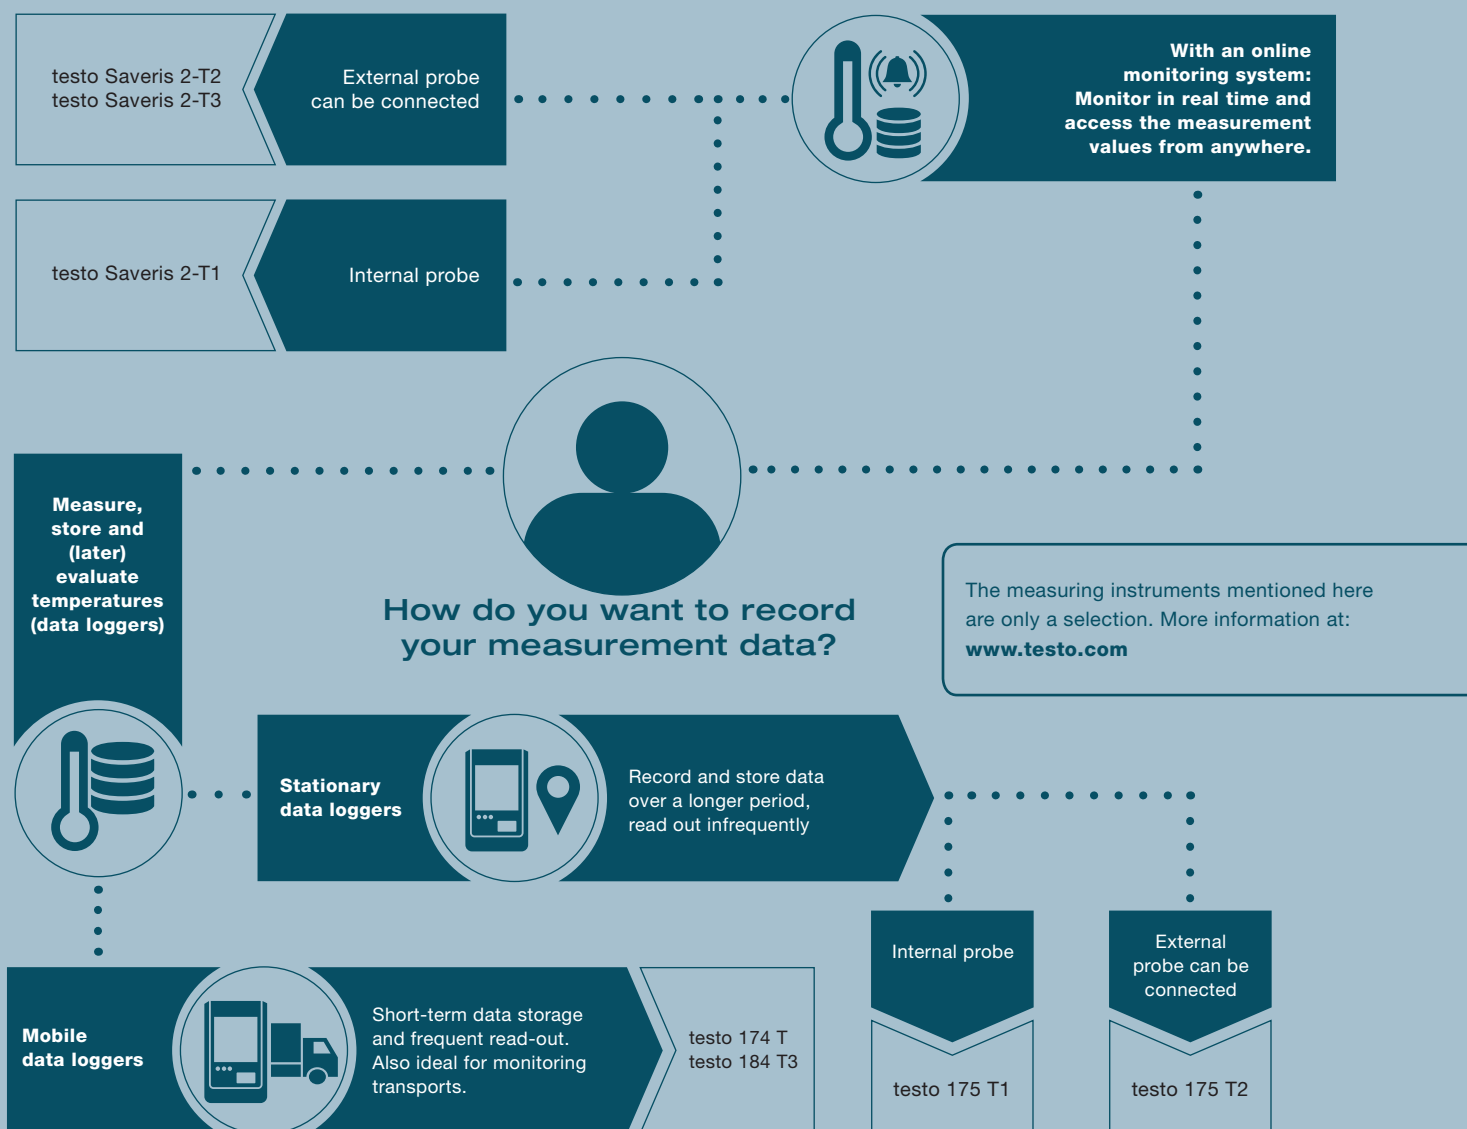 testo Saveris 2-T2
testo Saveris 2-T3
External probe
can be connected
With an online
monitoring system:
Monitor in real time and
access the measurement
values from anywhere.
testo Saveris 2-T1
Internal probe
Measure,
store and
(later)
evaluate
temperatures
(data loggers)
How do you want to record
your measurement data?
The measuring instruments mentioned here
are only a selection. More information at:
www.testo.com
Stationary
data loggers
Record and store data
over a longer period,
read out infrequently
Internal probe
External
probe can be
connected
Mobile
data loggers
Short-term data storage
and frequent read-out.
Also ideal for monitoring
transports.
testo 174 T
testo 184 T3
testo 175 T1
testo 175 T2